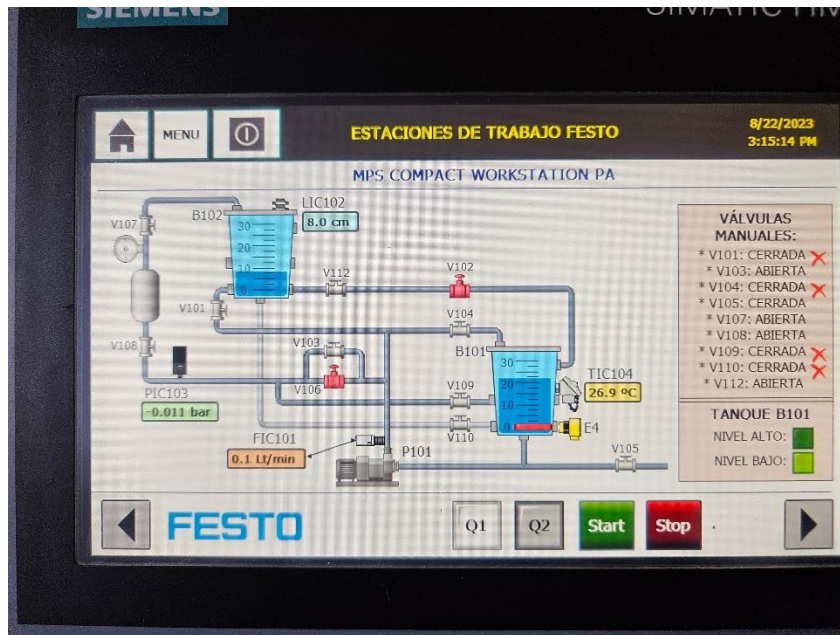 SIEMENS
SIMATIC HM
MENU
ESTACIONES DE TRABAJO FESTO
8/22/2023
3:15:14 PM
MPS COMPACT WORKSTATION PA
LIC102
8.0 cm
B102
V107
30
20
10
0
V112
V102
V101
V104
V108
V103
B101
V106
PIC103
-0.011 bar
30
20
10
0
TIC104
26.9 ºC
V109
V110
E4
FIC101
0.1 Lt/min
P101
V105
VÁLVULAS
MANUALES:
* V101: CERRADA
* V103: ABIERTA
* V104: CERRADA
* V105: CERRADA
* V107: ABIERTA
* V108: ABIERTA
* V109: CERRADA
* V110: CERRADA
* V112: ABIERTA
TANQUE B101
NIVEL ALTO:
NIVEL BAJO:
FESTO
Q1
Q2
Start
Stop